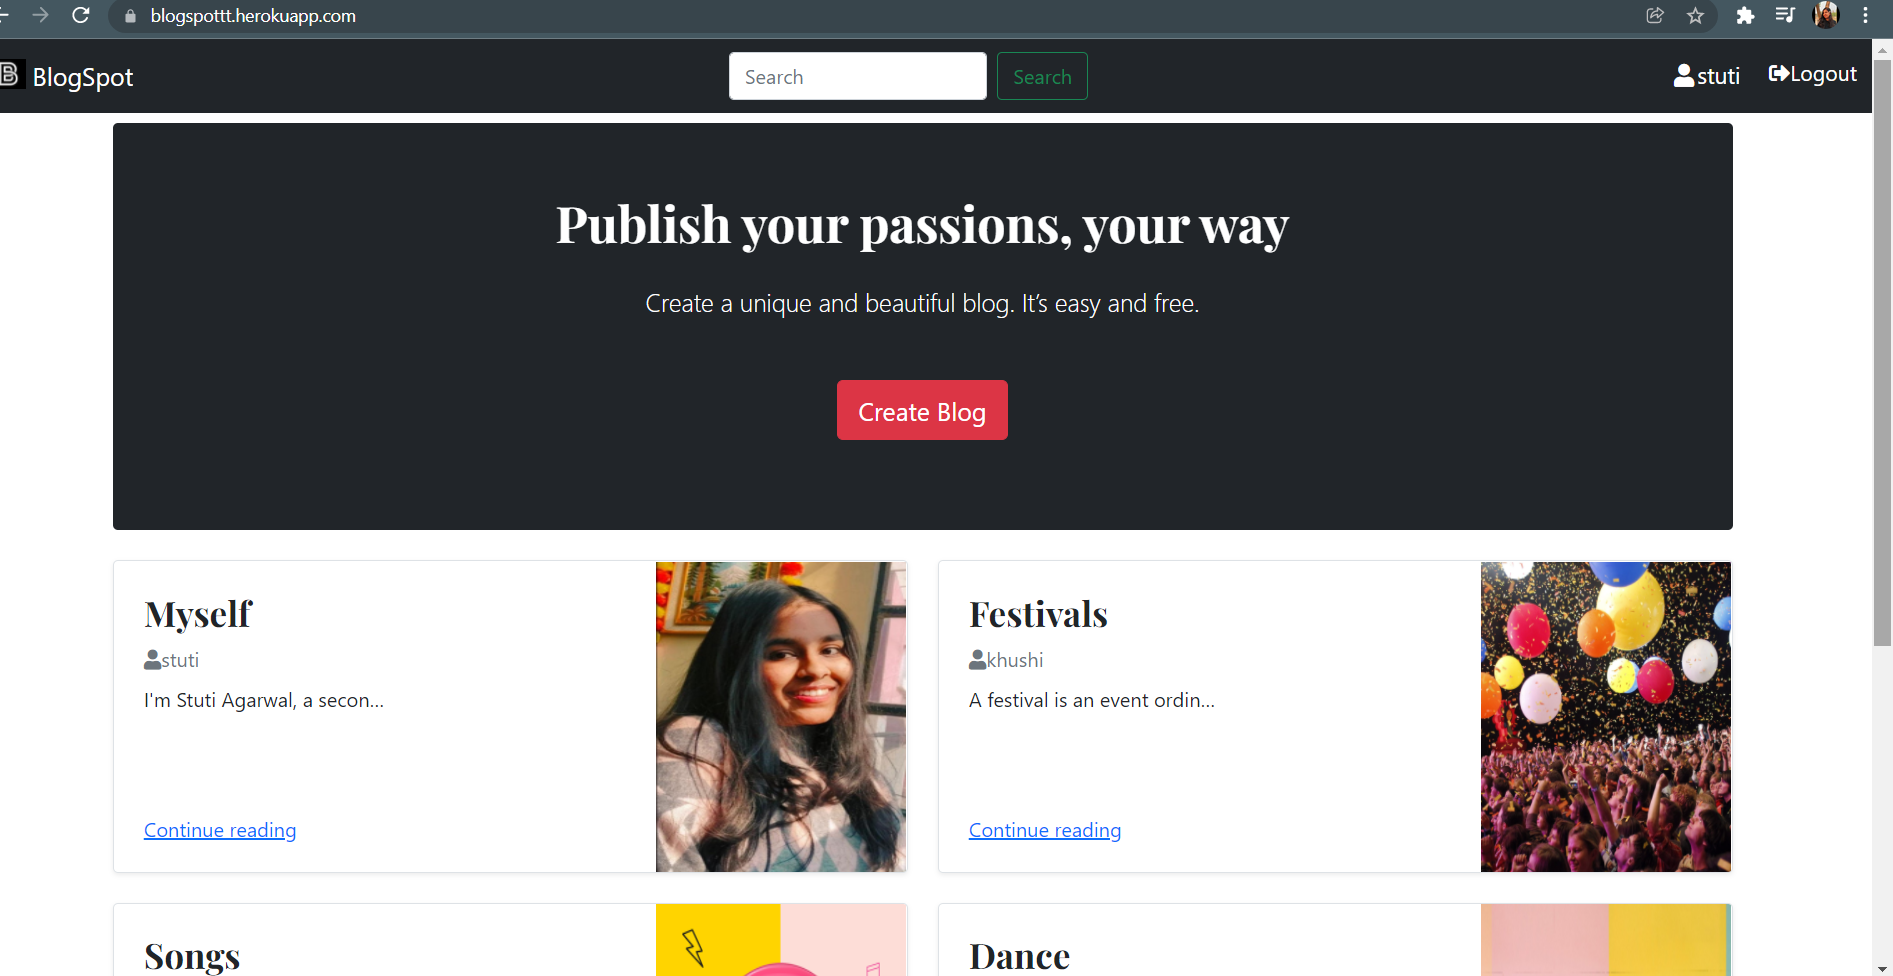 blogspottt.herokuapp.com
B BlogSpot
Search
Search
stuti
Logout
Publish your passions, your way
Create a unique and beautiful blog. It’s easy and free.
Create Blog
Myself
stuti
I'm Stuti Agarwal, a secon...
Continue reading
Festivals
khushi
A festival is an event ordin...
Continue reading
Songs
Dance